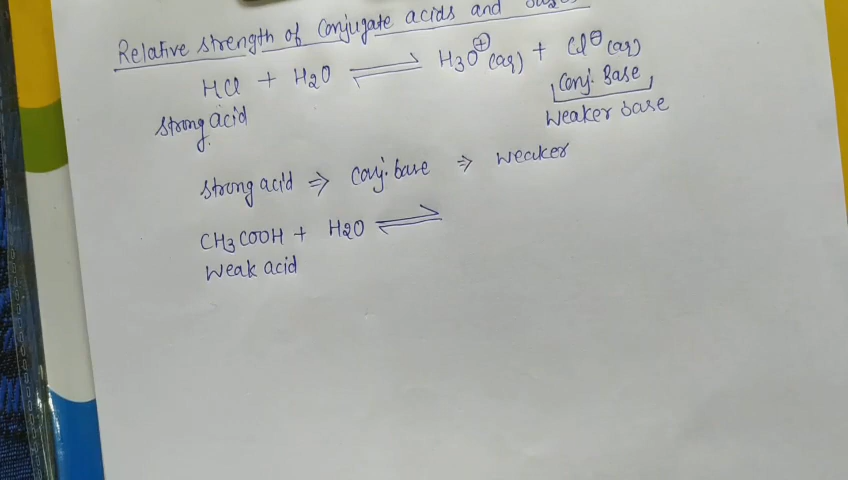 Relative strength of Conjugate acids and
HCl + H2O ⇌ H3O⊕(aq) + Cl⊖(aq)
Strong acid
Conj. Base
Weaker base
Strong acid ⇒ Conj. base ⇒ Weaker
CH3COOH + H2O ⇌
Weak acid